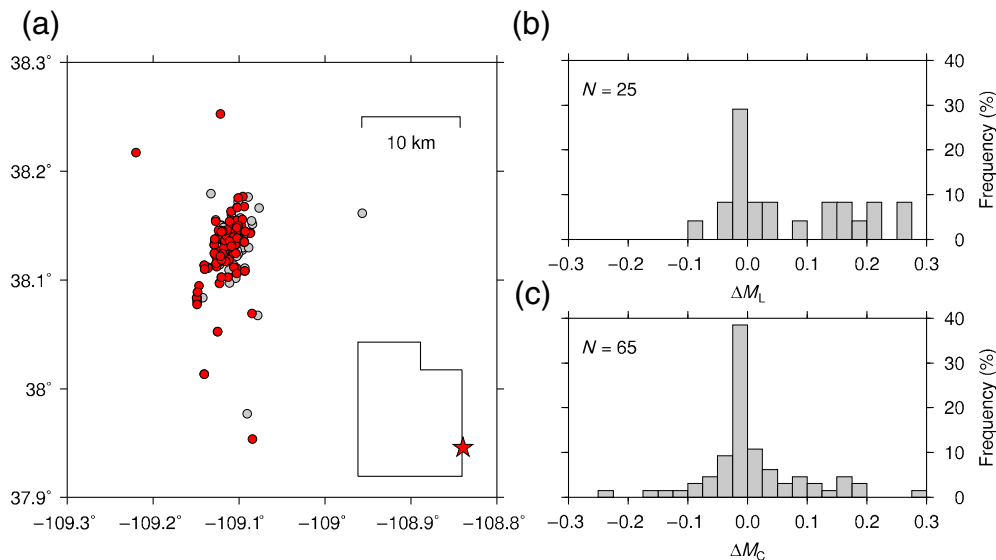 (a)
38.3°
38.2°
38.1°
38°
37.9°
−109.3° −109.2° −109.1° −109° −108.9° −108.8°
10 km
(b)
N = 25
40
30
20
10
0
Frequency (%)
−0.3 −0.2 −0.1 0.0 0.1 0.2 0.3
ΔML
(c)
N = 65
40
30
20
10
0
Frequency (%)
−0.3 −0.2 −0.1 0.0 0.1 0.2 0.3
ΔMC